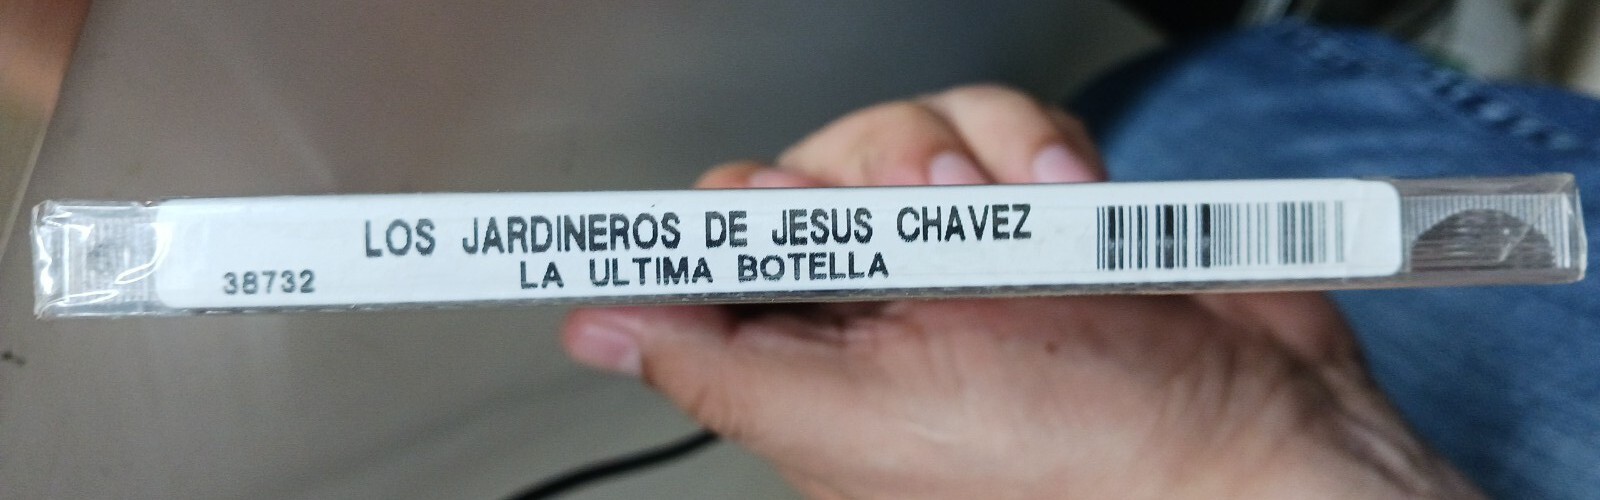 LOS JARDINEROS DE JESUS CHAVEZ
LA ULTIMA BOTELLA
38732